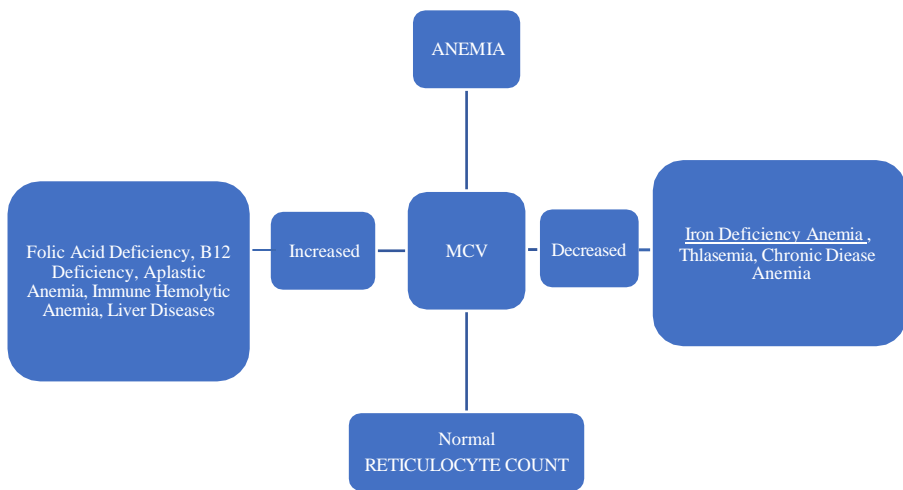 ANEMIA
Folic Acid Deficiency, B12
Deficiency, Aplastic
Anemia, Immune Hemolytic
Anemia, Liver Diseases
Increased
MCV
Decreased
Iron Deficiency Anemia ,
Thlasemia, Chronic Diease
Anemia
Normal
RETICULOCYTE COUNT